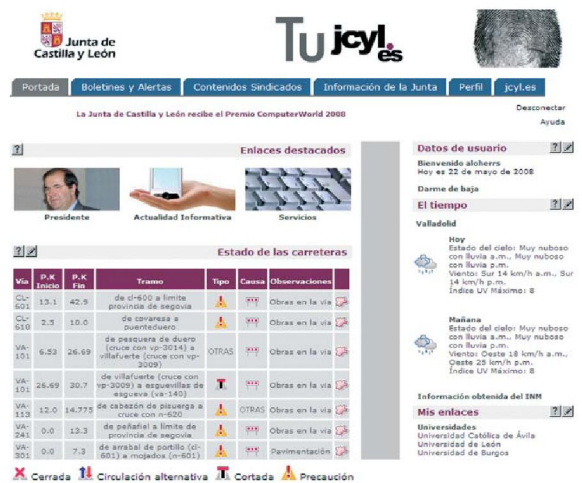 Junta de
Castilla y León
Tu jcyl.es
Portada
Boletines y Alertas
Contenidos Sindicados
Información de la Junta
Perfil
jcyl.es
La Junta de Castilla y León recibe el Premio ComputerWorld 2008
Desconectar
Ayuda
?
Enlaces destacados
Presidente
Actualidad Informativa
Servicios
?
Estado de las carreteras
Vía P.K Inicio P.K Fin Tramo Tipo Causa Observaciones
CL-601 13.1 42.9 de cl-600 a limite provincia de segovia Obras en la via
CL-610 2.5 10.0 de covaresa a puenteduero Obras en la via
VA-101 6.53 26.69 de pesquera de duero (cruce con vp-3014) a villafuerte (cruce con vp-3009) OTRAS Obras en la via
VA-101 26.69 30.7 de villafuerte (cruce con vp-3009) a esguevillas de esgueva (va-140) Obras en la via
VA-113 12.0 14.775 de cabezón de pisuerga a cruce con n-620 OTRAS Obras en la via
VA-241 0.0 13.3 de peñafiel a limite de provincia de segovia Obras en la via
VA-301 0.0 7.3 de arrabal de portillo (cl-601) a mojados (n-601) Pavimentación
Cerrada Circulación alternativa Cortada Precaución
Datos de usuario ?
Bienvenido aloherrs
Hoy es 22 de mayo de 2008
Darme de baja
El tiempo ?
Valladolid
Hoy
Estado del cielo: Muy nuboso
con lluvia a.m., Muy nuboso
con lluvia p.m.
Viento: Sur 14 km/h a.m., Sur
14 km/h p.m.
Índice UV Máximo: 8
Mañana
Estado del cielo: Muy nuboso
con lluvia a.m., Muy nuboso
con lluvia p.m.
Viento: Oeste 18 km/h a.m.,
Oeste 25 km/h p.m.
Índice UV Máximo: 8
Información obtenida del INM
Mis enlaces ?
Universidades
Universidad Católica de Ávila
Universidad de León
Universidad de Burgos